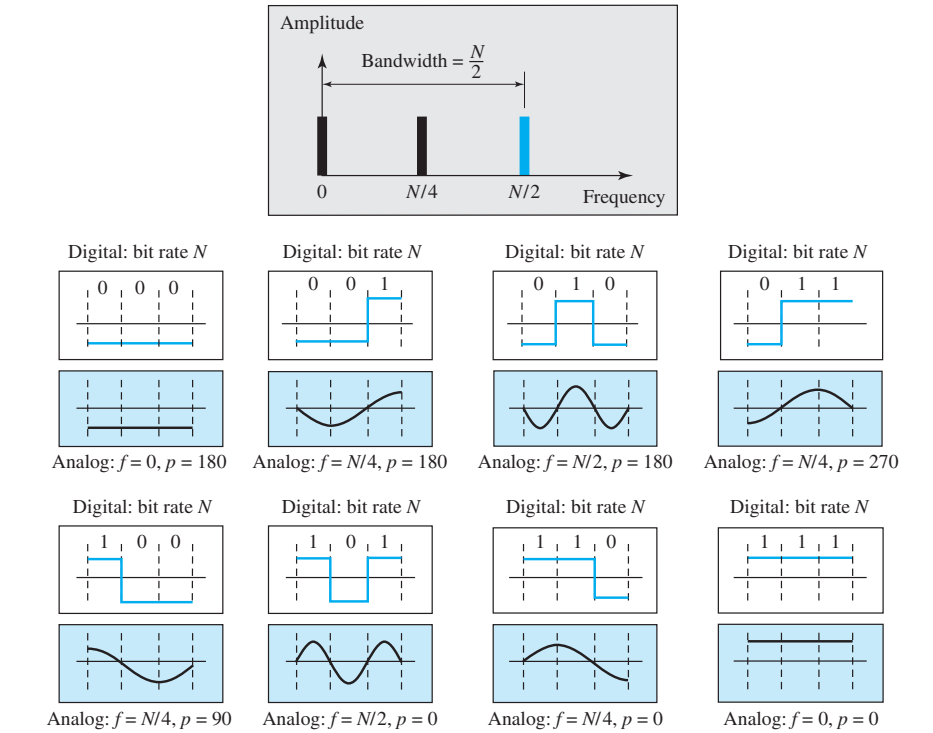 Amplitude
Bandwidth = N/2
0 N/4 N/2
Frequency
Digital: bit rate N Digital: bit rate N Digital: bit rate N Digital: bit rate N
0 0 0 0 0 1 0 1 0 0 1 1
Analog: f = 0, p = 180 Analog: f = N/4, p = 180 Analog: f = N/2, p = 180 Analog: f = N/4, p = 270
Digital: bit rate N Digital: bit rate N Digital: bit rate N Digital: bit rate N
1 0 0 1 0 1 1 1 0 1 1 1
Analog: f = N/4, p = 90 Analog: f = N/2, p = 0 Analog: f = N/4, p = 0 Analog: f = 0, p = 0